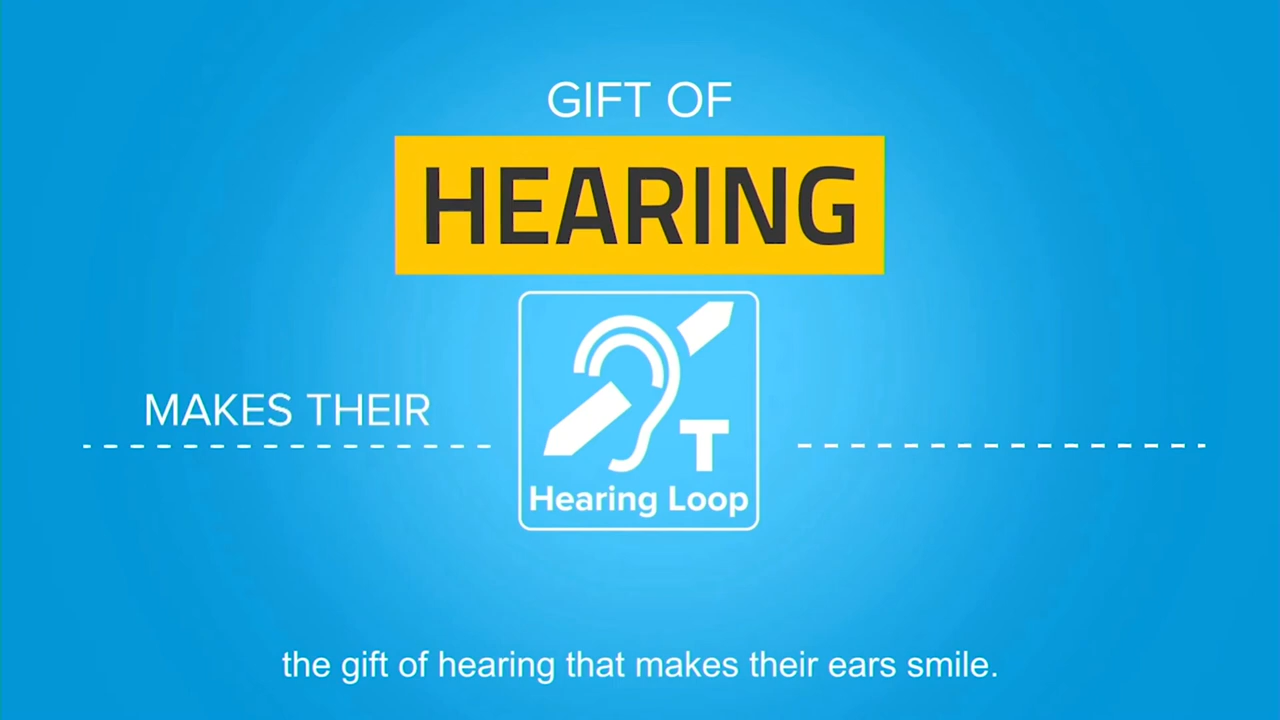 GIFT OF
HEARING
MAKES THEIR
T
Hearing Loop
the gift of hearing that makes their ears smile.